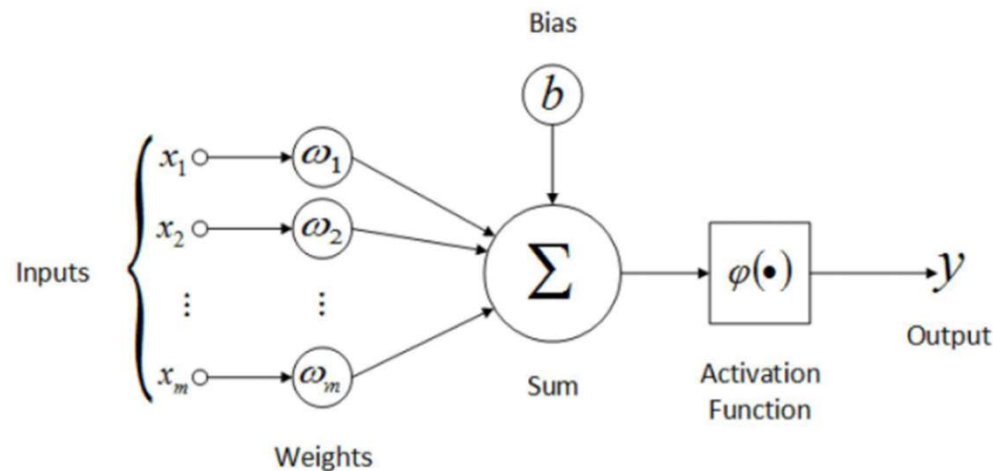 Bias
b
x₁ ω₁
x₂ ω₂
Inputs
⋮ ⋮
Σ
φ(•)
y
Output
xₘ ωₘ
Sum
Activation
Function
Weights